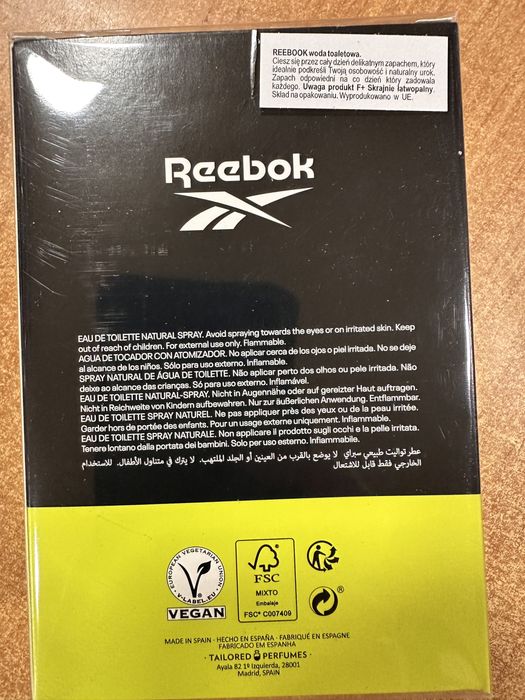 REEBOOK woda toaletowa.
Ciesz się przez cały dzień delikatnym zapachem, który
idealnie podkreśli Twoją osobowość i naturalny urok.
Zapach odpowiedni na co dzień który zadowala
każdego. Uwaga produkt F+ Skrajnie łatwopalny.
Skład na opakowaniu. Wyprodukowano w UE.
Reebok
EAU DE TOILETTE NATURAL SPRAY. Avoid spraying towards the eyes or on irritated skin. Keep
out of reach of children. For external use only. Flammable.
AGUA DE TOCADOR CON ATOMIZADOR. No aplicar cerca de los ojos o piel irritada. No se deje
al alcance de los niños. Sólo para uso externo. Inflamable.
SPRAY NATURAL DE ÁGUA DE TOILETTE. Não aplicar perto dos olhos ou pele irritada. Não
deixe ao alcance das crianças. Só para uso externo. Inflamável.
EAU DE TOILETTE NATURAL-SPRAY. Nicht in Augennähe oder auf gereizter Haut auftragen.
Nicht in Reichweite von Kindern aufbewahren. Nur zur äußerlichen Anwendung. Entflammbar.
EAU DE TOILETTE SPRAY NATUREL. Ne pas appliquer près des yeux ou de la peau irritée.
Garder hors de portée des enfants. Pour un usage externe uniquement. Inflammable.
EAU DE TOILETTE SPRAY NATURALE. Non applicare il prodotto sugli occhi e la pelle irritata.
Tenere lontano dalla portata dei bambini. Solo per uso esterno. Infiammabile.
عطر تواليت طبيعي سبراي. لا يوضع بالقرب من العينين أو الجلد الملتهب. لا يترك في متناول الأطفال. للاستخدام
الخارجي فقط قابل للاشتعال
EUROPEAN VEGETARIAN UNION
V-LABEL.EU
VEGAN
FSC
MIXTO
Embalaje
FSC® C007409
®
MADE IN SPAIN · HECHO EN ESPAÑA · FABRIQUÉ EN ESPAGNE
FABRICADO EM ESPANHA
· TAILORED PERFUMES ·
Ayala 82 1º Izquierda, 28001
Madrid, SPAIN